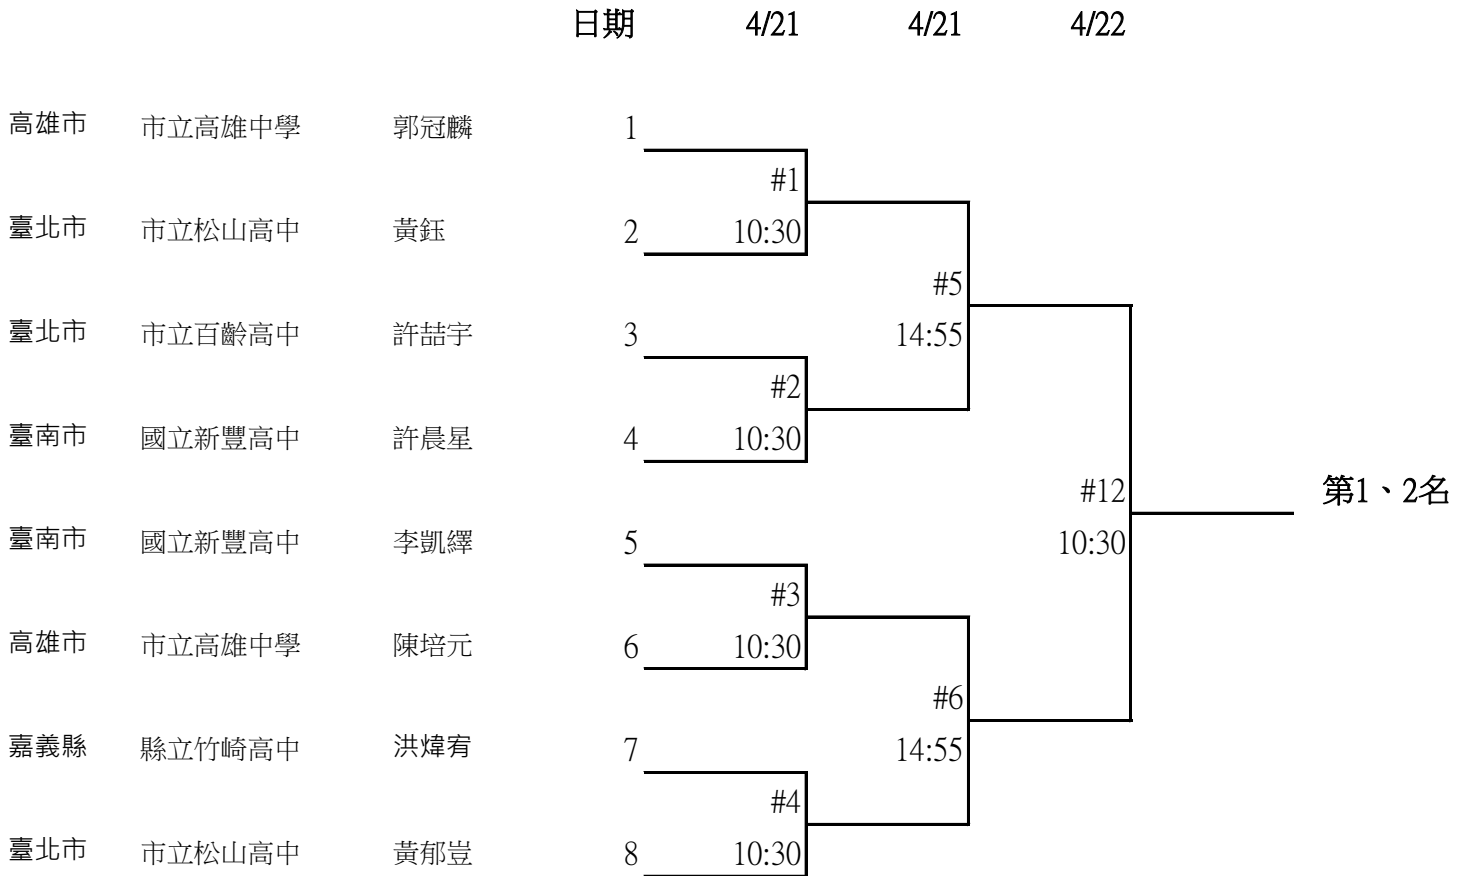 日期 4/21 4/21 4/22
高雄市 市立高雄中學 郭冠麟 1
#1
臺北市 市立松山高中 黃鈺 2 10:30
#5
臺北市 市立百齡高中 許喆宇 3 14:55
#2
臺南市 國立新豐高中 許晨星 4 10:30
#12 第1、2名
臺南市 國立新豐高中 李凱繹 5 10:30
#3
高雄市 市立高雄中學 陳培元 6 10:30
#6
嘉義縣 縣立竹崎高中 洪煒宥 7 14:55
#4
臺北市 市立松山高中 黃郁豈 8 10:30